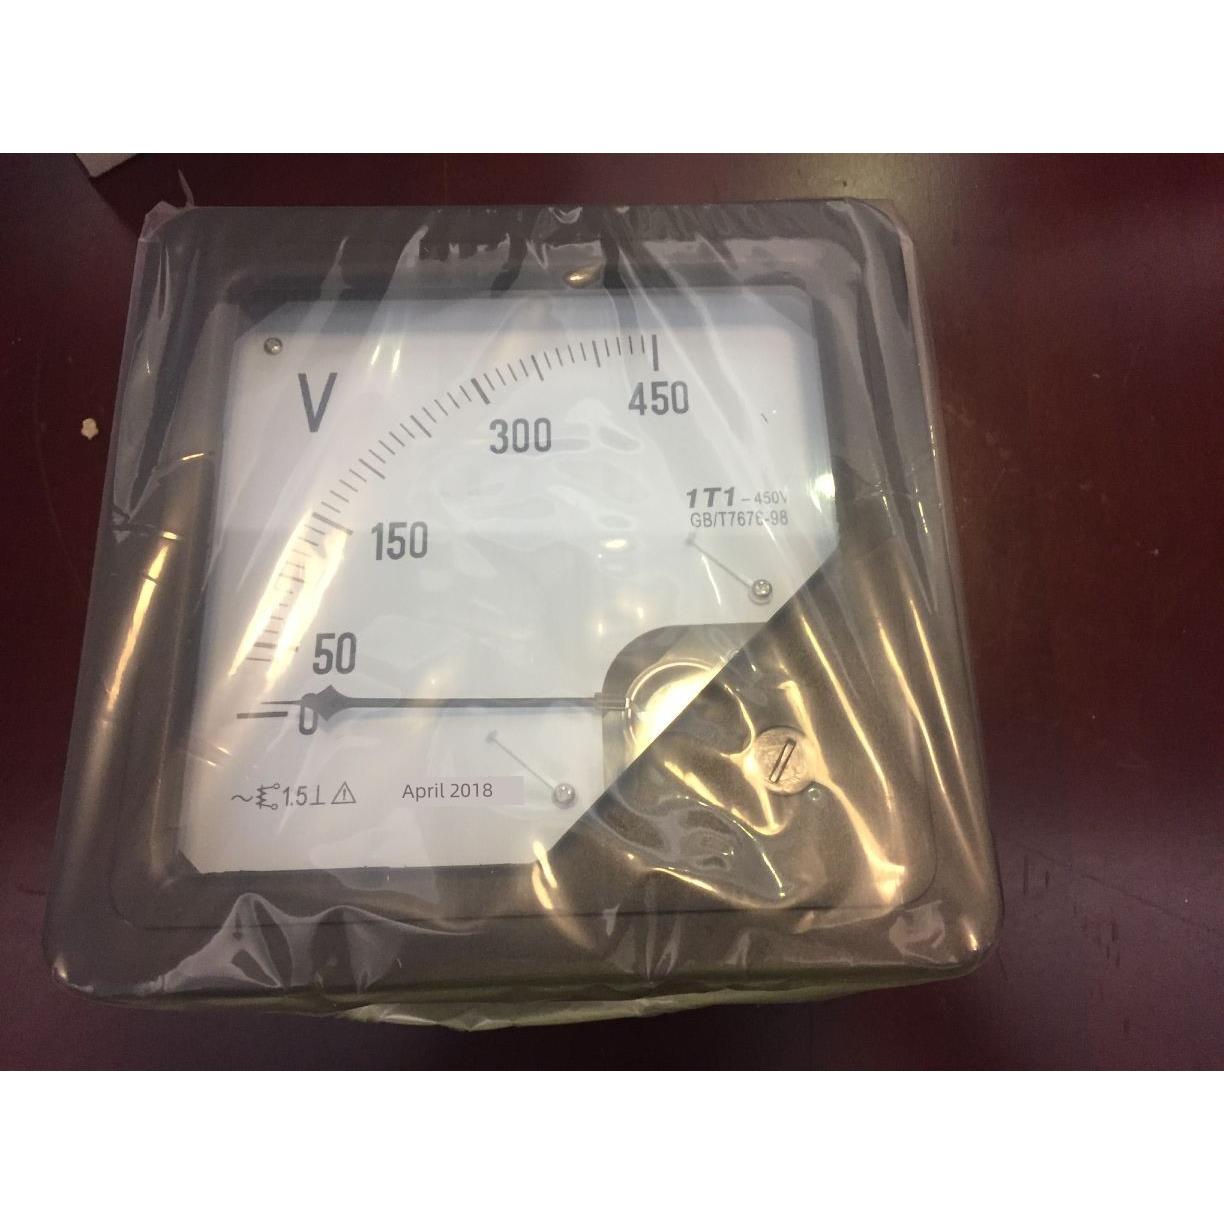 V
450
300
1T1-450V
GB/T7676-98
150
50
0
~ 1.5⊥ ⚠ April 2018